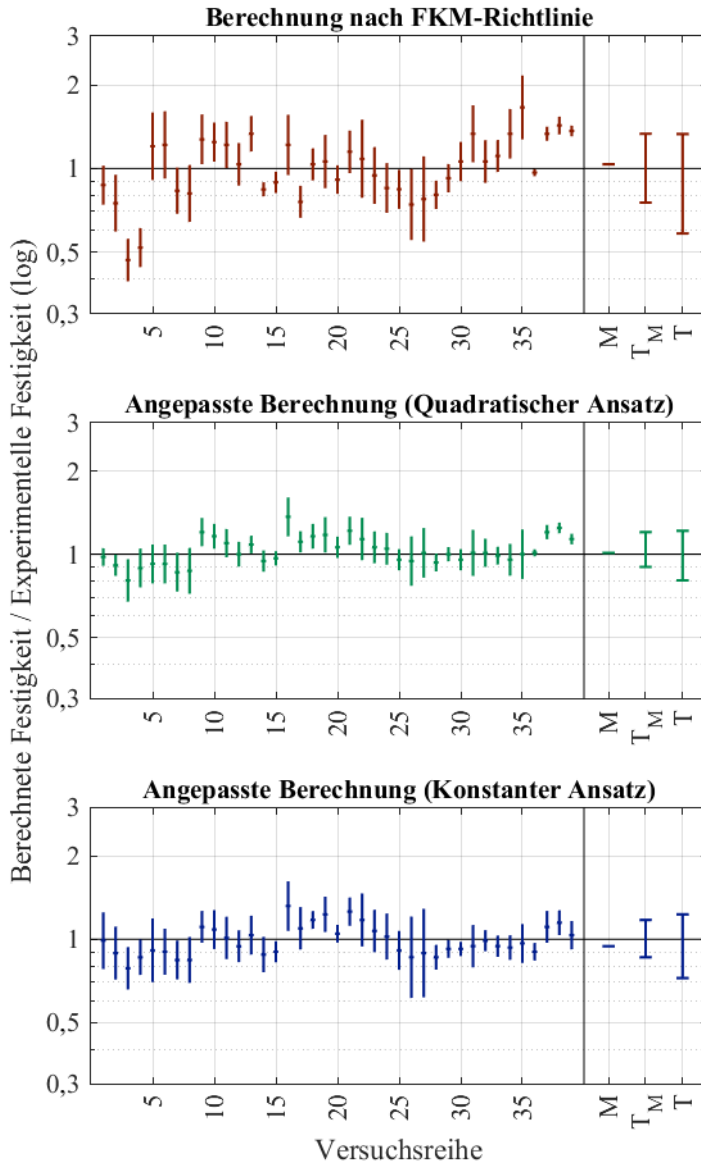 Berechnung nach FKM-Richtlinie
3
2
1
0,5
0,3
5
10
15
20
25
30
35
M
T_M
T
Angepasste Berechnung (Quadratischer Ansatz)
3
2
1
0,5
0,3
5
10
15
20
25
30
35
M
T_M
T
Angepasste Berechnung (Konstanter Ansatz)
3
2
1
0,5
0,3
5
10
15
20
25
30
35
M
T_M
T
Berechnete Festigkeit / Experimentelle Festigkeit (log)
Versuchsreihe